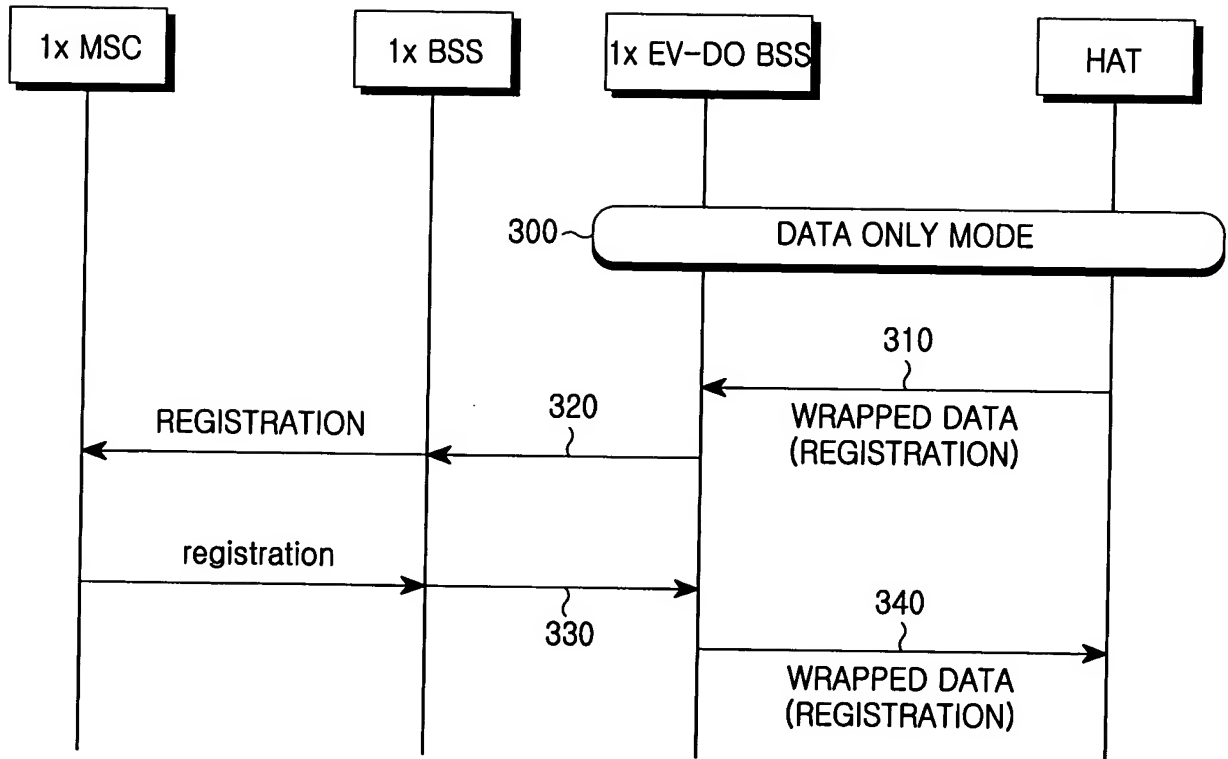 1x MSC
1x BSS
1x EV-DO BSS
HAT
300
DATA ONLY MODE
310
WRAPPED DATA
(REGISTRATION)
REGISTRATION
320
registration
330
340
WRAPPED DATA
(REGISTRATION)